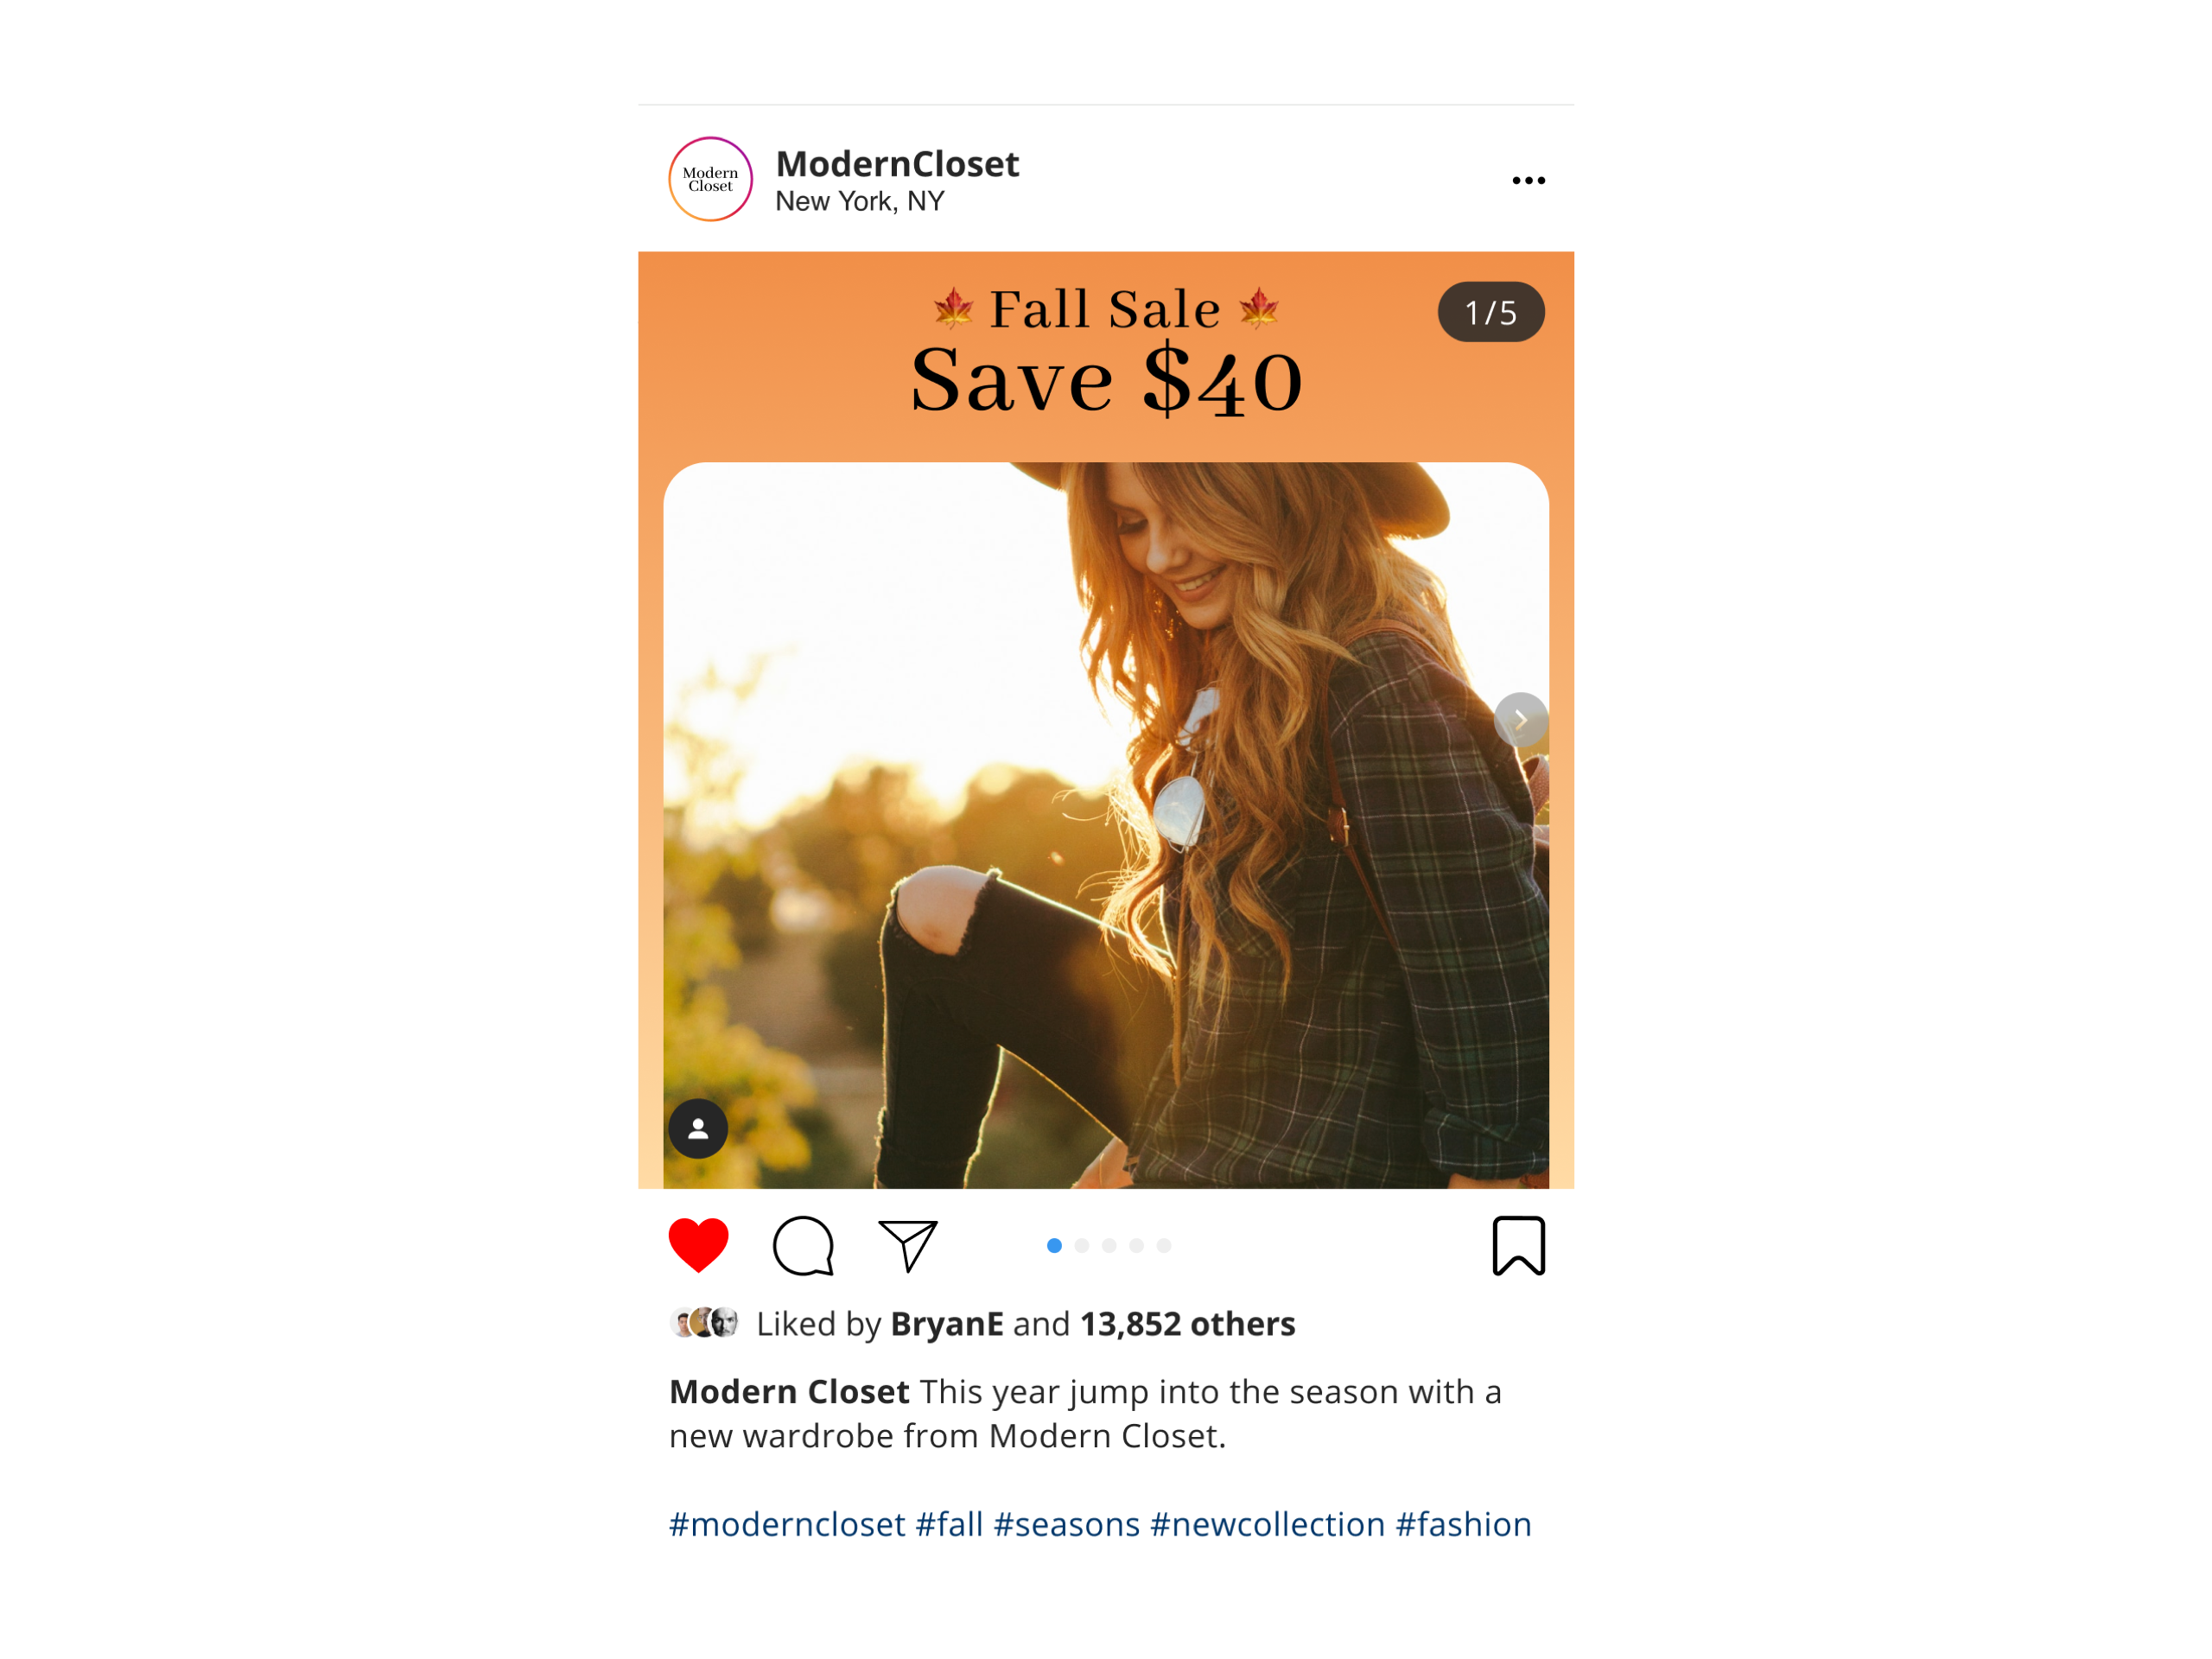 Modern
Closet
ModernCloset
New York, NY
🍁 Fall Sale 🍁
1/5
Save $40
Liked by BryanE and 13,852 others
Modern Closet This year jump into the season with a
new wardrobe from Modern Closet.
#moderncloset #fall #seasons #newcollection #fashion